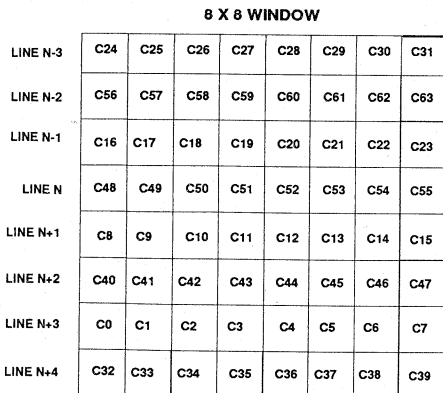 8 X 8 WINDOW
LINE N-3 C24 C25 C26 C27 C28 C29 C30 C31
LINE N-2 C56 C57 C58 C59 C60 C61 C62 C63
LINE N-1 C16 C17 C18 C19 C20 C21 C22 C23
LINE N C48 C49 C50 C51 C52 C53 C54 C55
LINE N+1 C8 C9 C10 C11 C12 C13 C14 C15
LINE N+2 C40 C41 C42 C43 C44 C45 C46 C47
LINE N+3 C0 C1 C2 C3 C4 C5 C6 C7
LINE N+4 C32 C33 C34 C35 C36 C37 C38 C39